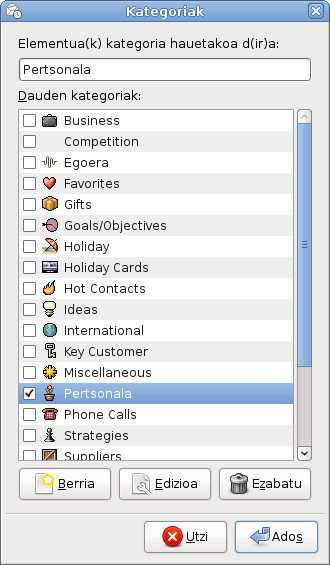 Kategoriak
Elementua(k) kategoria hauetakoa d(ir)a:
Pertsonala
Dauden kategoriak:
Business
Competition
Egoera
Favorites
Gifts
Goals/Objectives
Holiday
Holiday Cards
Hot Contacts
Ideas
International
Key Customer
Miscellaneous
Pertsonala
Phone Calls
Strategies
Suppliers
Berria Edizioa Ezabatu
Utzi Ados